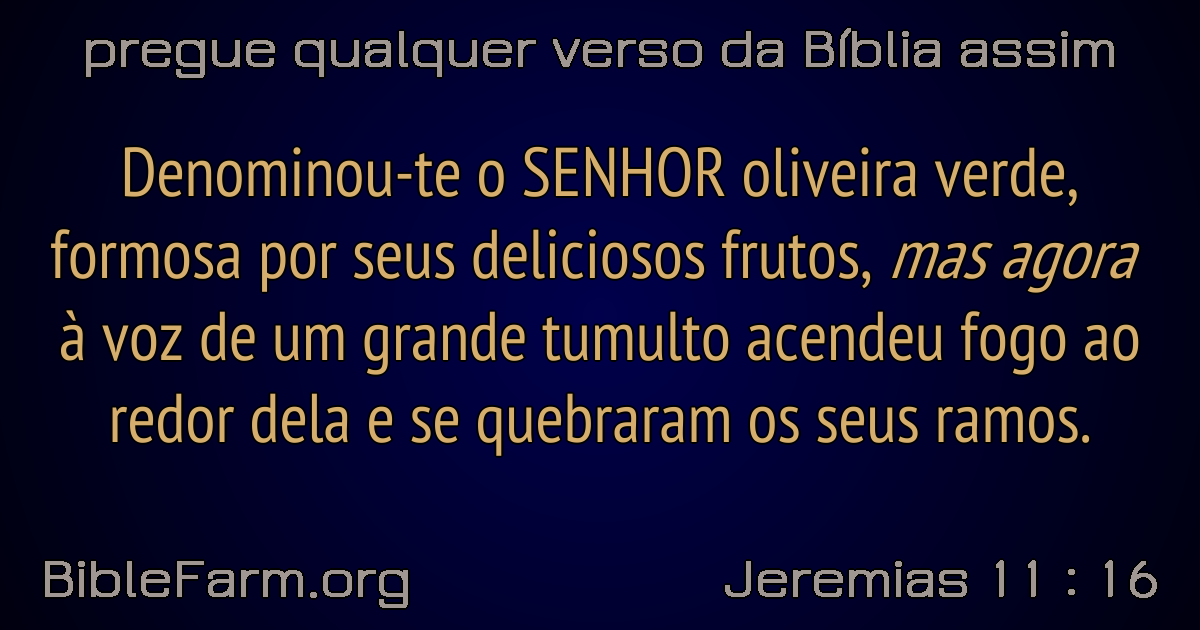 pregue qualquer verso da Bíblia assim
Denominou-te o SENHOR oliveira verde,
formosa por seus deliciosos frutos, mas agora
à voz de um grande tumulto acendeu fogo ao
redor dela e se quebraram os seus ramos.
BibleFarm.org
Jeremias 11 : 16